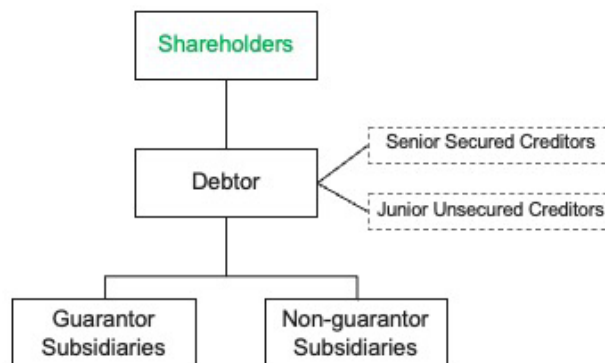 Shareholders
Senior Secured Creditors
Debtor
Junior Unsecured Creditors
Guarantor
Subsidiaries
Non-guarantor
Subsidiaries